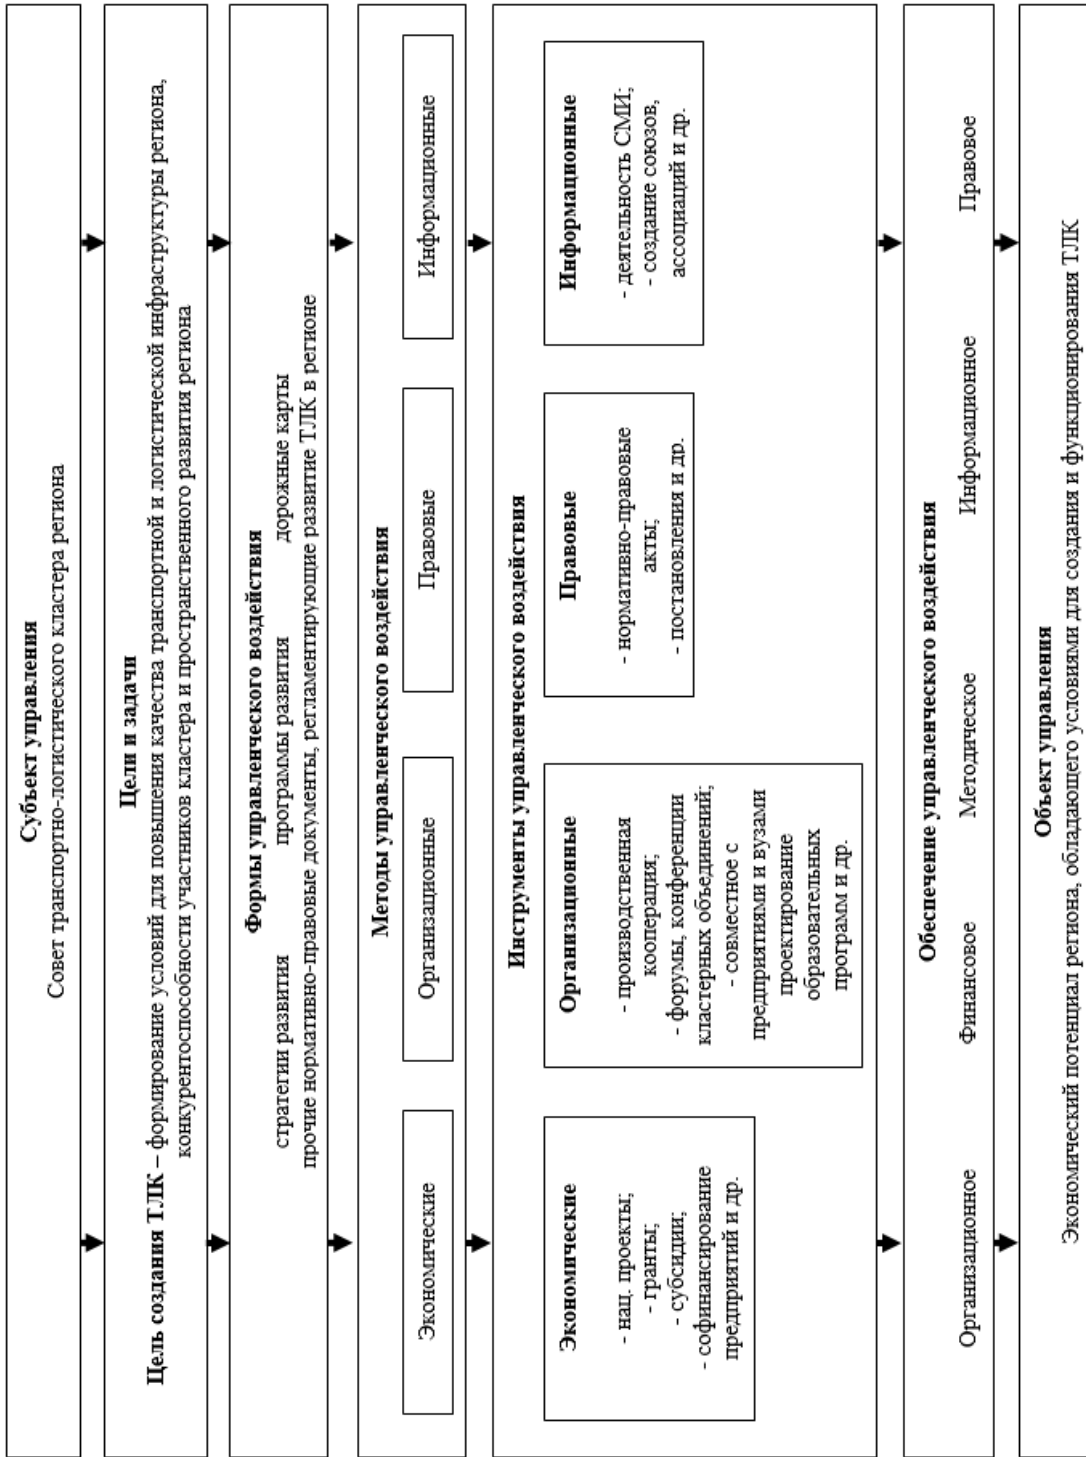 Субъект управления
Совет транспортно-логистического кластера региона
Цели и задачи
Цель создания ТЛК – формирование условий для повышения качества транспортной и логистической инфраструктуры региона,
конкурентоспособности участников кластера и пространственного развития региона
Формы управленческого воздействия
стратегии развития программы развития дорожные карты
прочие нормативно-правовые документы, регламентирующие развитие ТЛК в регионе
Методы управленческого воздействия
Экономические
Организационные
Правовые
Информационные
Инструменты управленческого воздействия
Экономические
- нац. проекты;
- гранты;
- субсидии;
- софинансирование
предприятий и др.
Организационные
- производственная
кооперация;
- форумы, конференции
кластерных объединений;
- совместное с
предприятиями и вузами
проектирование
образовательных
программ и др.
Правовые
- нормативно-правовые
акты;
- постановления и др.
Информационные
- деятельность СМИ;
- создание союзов,
ассоциаций и др.
Обеспечение управленческого воздействия
Организационное Финансовое Методическое Информационное Правовое
Объект управления
Экономический потенциал региона, обладающего условиями для создания и функционирования ТЛК